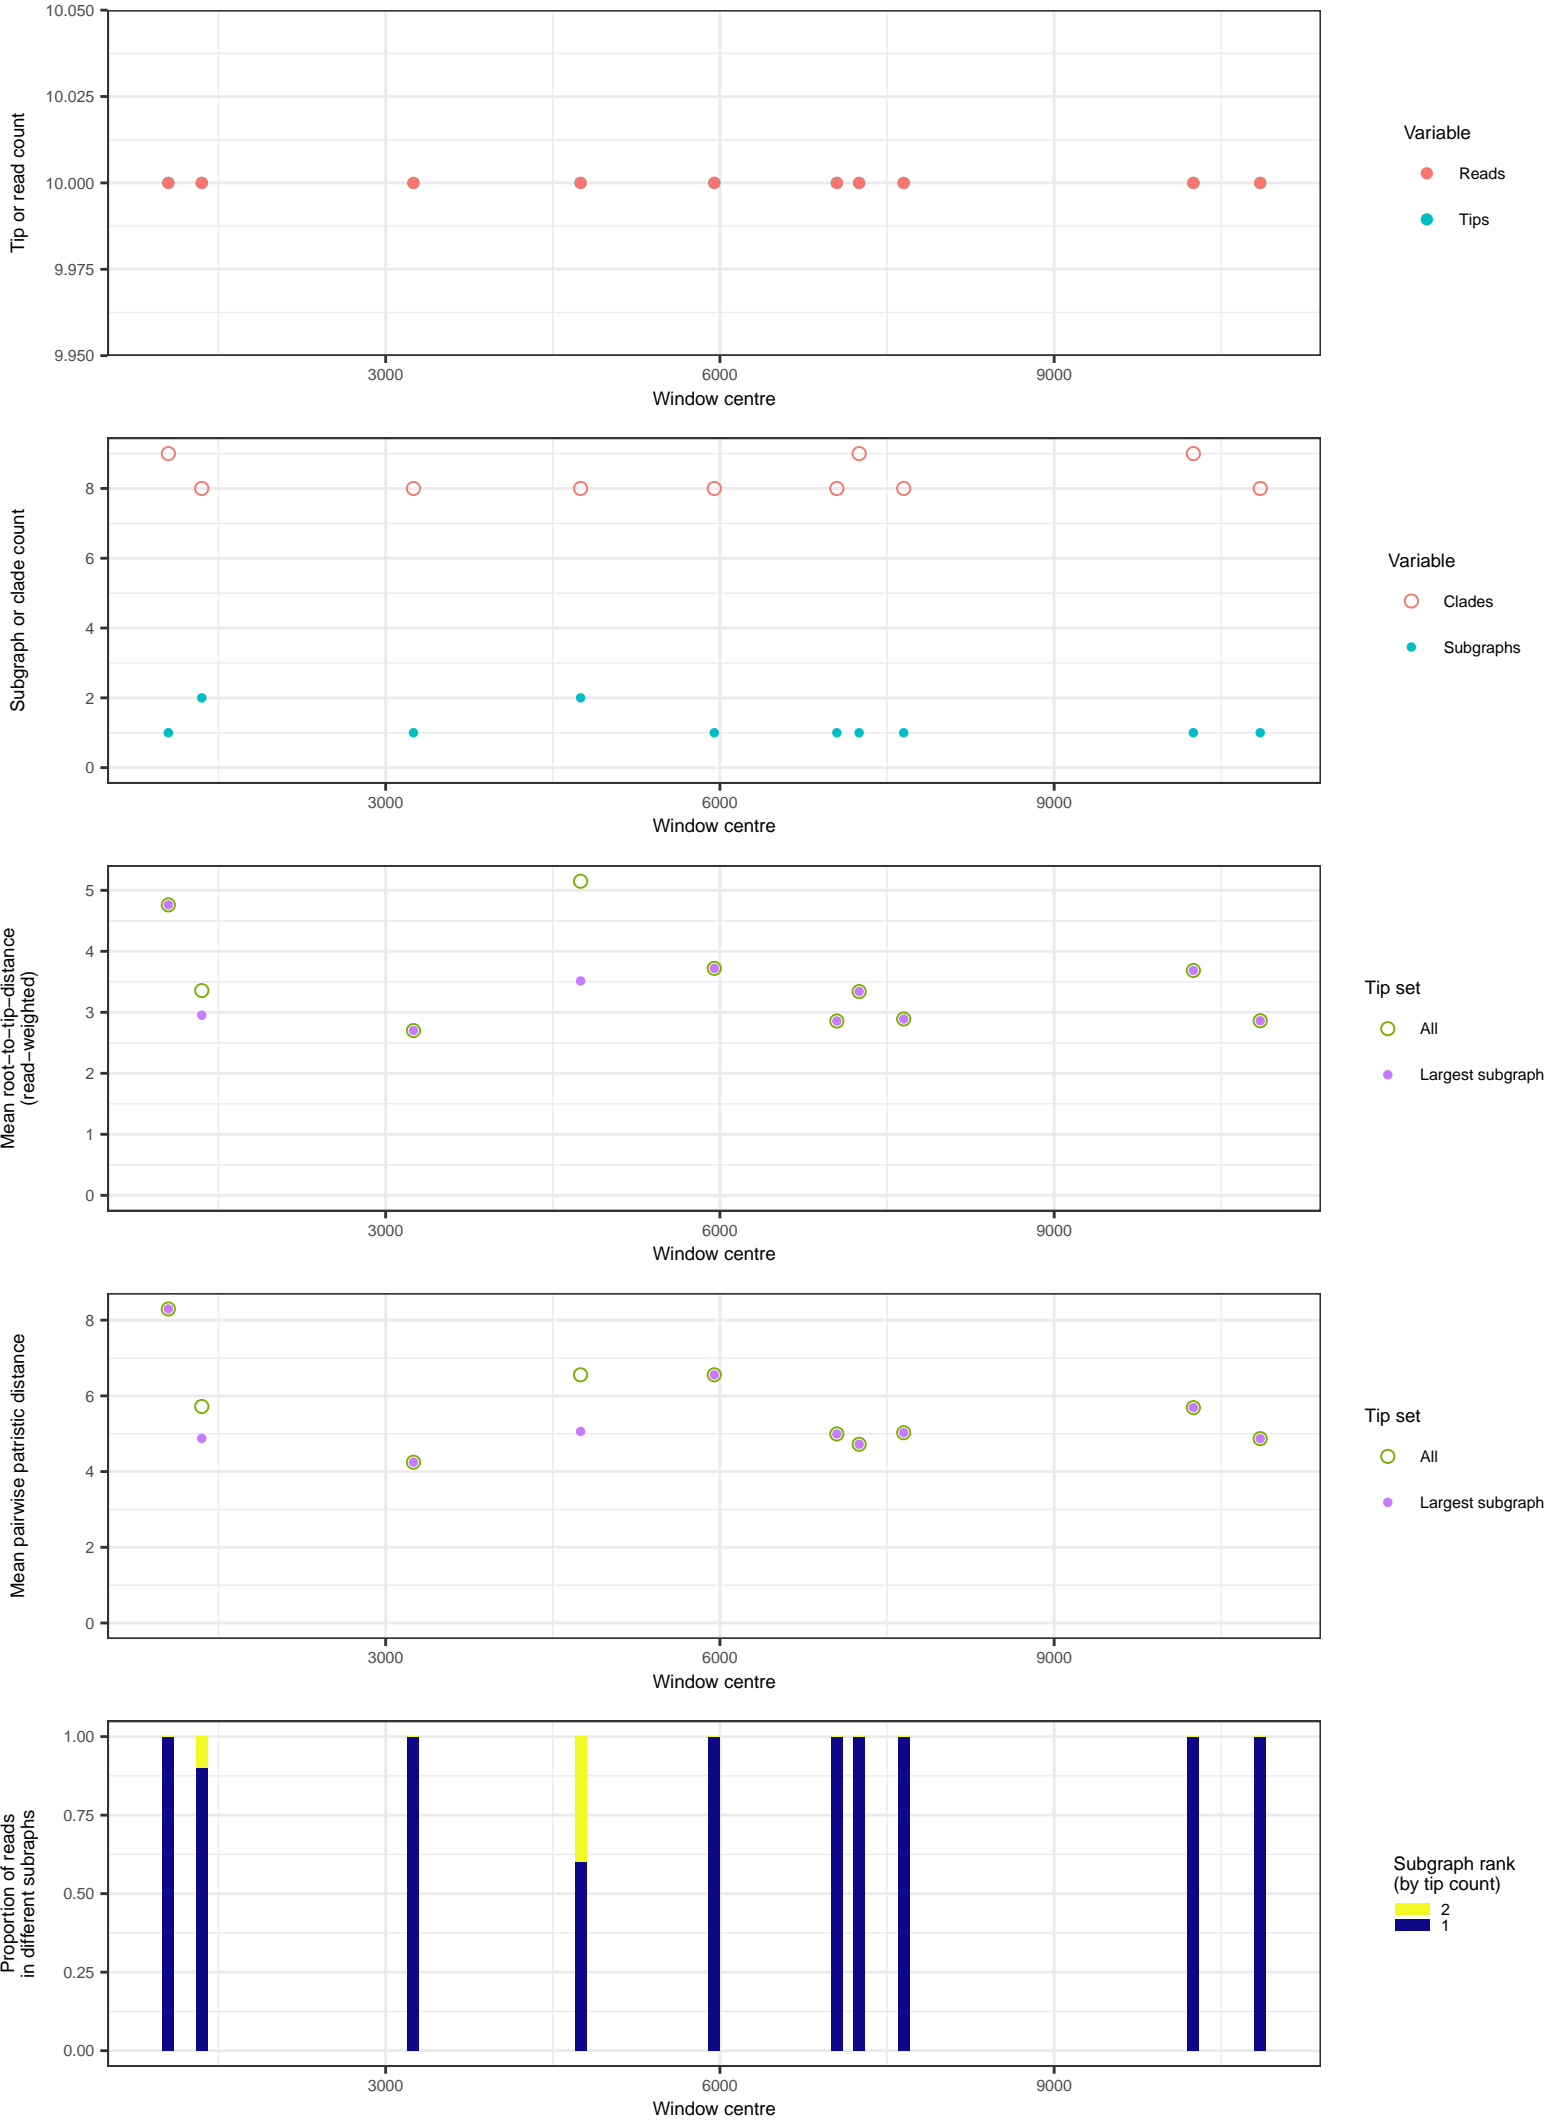 10.050
10.025
10.000
9.975
9.950
Tip or read count
3000 6000 9000
Window centre
Variable
Reads
Tips
8
6
4
2
0
Subgraph or clade count
3000 6000 9000
Window centre
Variable
Clades
Subgraphs
5
4
3
2
1
0
Mean root−to−tip−distance
(read−weighted)
3000 6000 9000
Window centre
Tip set
All
Largest subgraph
8
6
4
2
0
Mean pairwise patristic distance
3000 6000 9000
Window centre
Tip set
All
Largest subgraph
1.00
0.75
0.50
0.25
0.00
Proportion of reads
in different subraphs
3000 6000 9000
Window centre
Subgraph rank
(by tip count)
2
1